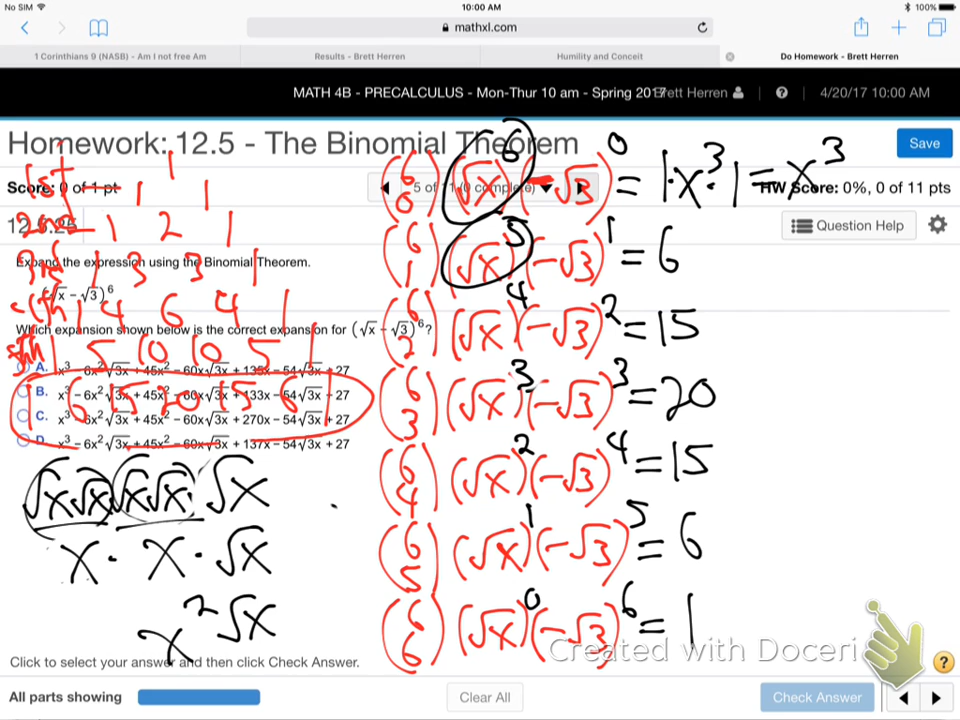 No SIM 10:00 AM 100%
mathxl.com
1 Corinthians 9 (NASB) - Am I not free Am Results - Brett Herren Humility and Conceit Do Homework - Brett Herren
MATH 4B - PRECALCULUS - Mon-Thur 10 am - Spring 2017 Brett Herren 4/20/17 10:00 AM
Homework: 12.5 - The Binomial Theorem Save
Score: 0 of 1 pt 5 of 11 (0 complete) HW Score: 0%, 0 of 11 pts
12.5.25 Question Help
Expand the expression using the Binomial Theorem.
(√x − √3)⁶
Which expansion shown below is the correct expansion for (√x − √3)⁶?
A. x³ − 6x²√3x + 45x² − 60x√3x + 135x − 54√3x + 27
B. x³ − 6x²√3x + 45x² − 60x√3x + 133x − 54√3x + 27
C. x³ − 6x²√3x + 45x² − 60x√3x + 270x − 54√3x + 27
D. x³ − 6x²√3x + 45x² − 60x√3x + 137x − 54√3x + 27
1
1st 1 1
2nd 1 2 1
3rd 1 3 3 1
4th 1 4 6 4 1
5th 1 5 10 10 5 1
1 6 15 20 15 6 1
√x√x √x√x √x
x · x · √x
x²√x
(6 0) (√x)⁶ (−√3)⁰ = 1·x³·1 = x³
(6 1) (√x)⁵ (−√3)¹ = 6
(6 2) (√x)⁴ (−√3)² = 15
(6 3) (√x)³ (−√3)³ = 20
(6 4) (√x)² (−√3)⁴ = 15
(6 5) (√x)¹ (−√3)⁵ = 6
(6 6) (√x)⁰ (−√3)⁶ = 1
Created with Doceri
Click to select your answer and then click Check Answer.
All parts showing Clear All Check Answer